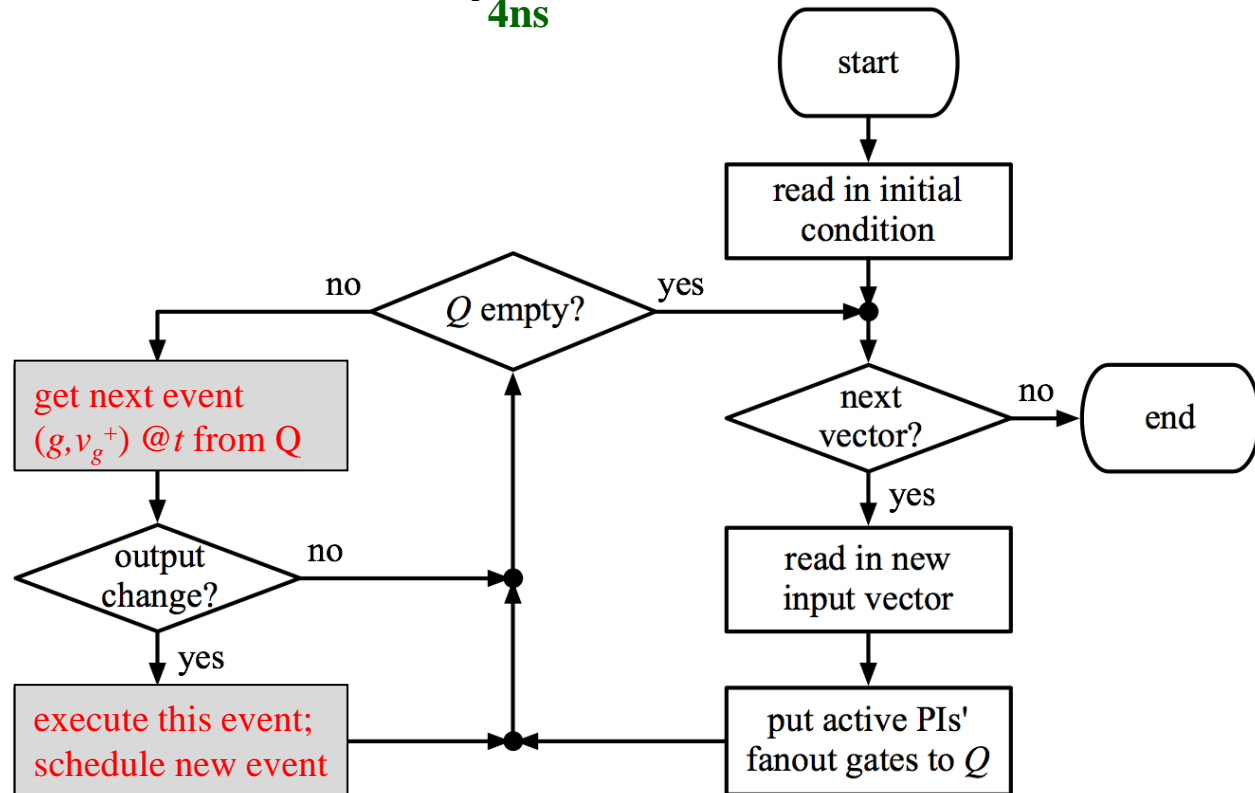 4ns
start
read in initial
condition
no
Q empty?
yes
get next event
(g,v_g^+) @t from Q
next
vector?
no
end
yes
output
change?
no
read in new
input vector
yes
execute this event;
schedule new event
put active PIs'
fanout gates to Q